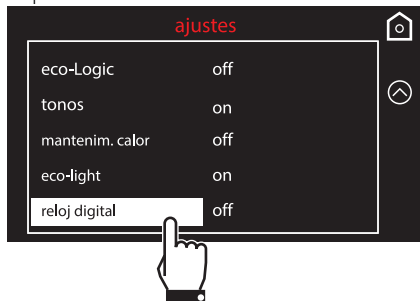 ajustes
eco-Logic off
tonos on
mantenim. calor off
eco-light on
reloj digital off